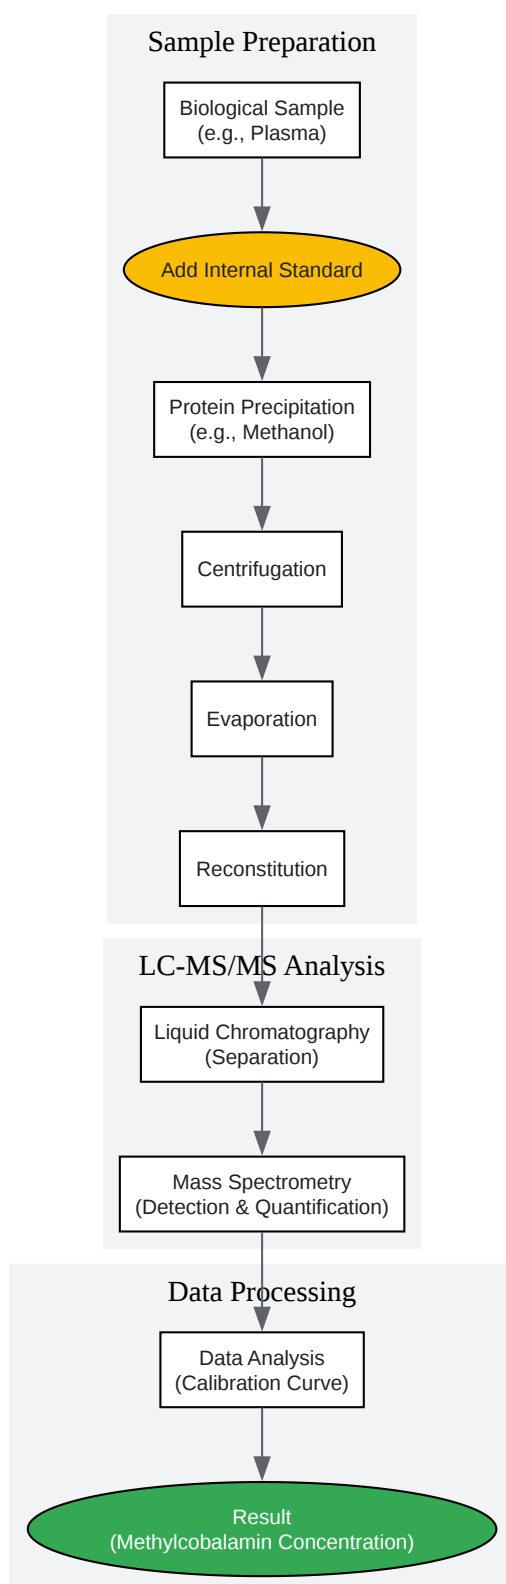 Sample Preparation
Biological Sample
(e.g., Plasma)
Add Internal Standard
Protein Precipitation
(e.g., Methanol)
Centrifugation
Evaporation
Reconstitution
LC-MS/MS Analysis
Liquid Chromatography
(Separation)
Mass Spectrometry
(Detection & Quantification)
Data Processing
Data Analysis
(Calibration Curve)
Result
(Methylcobalamin Concentration)